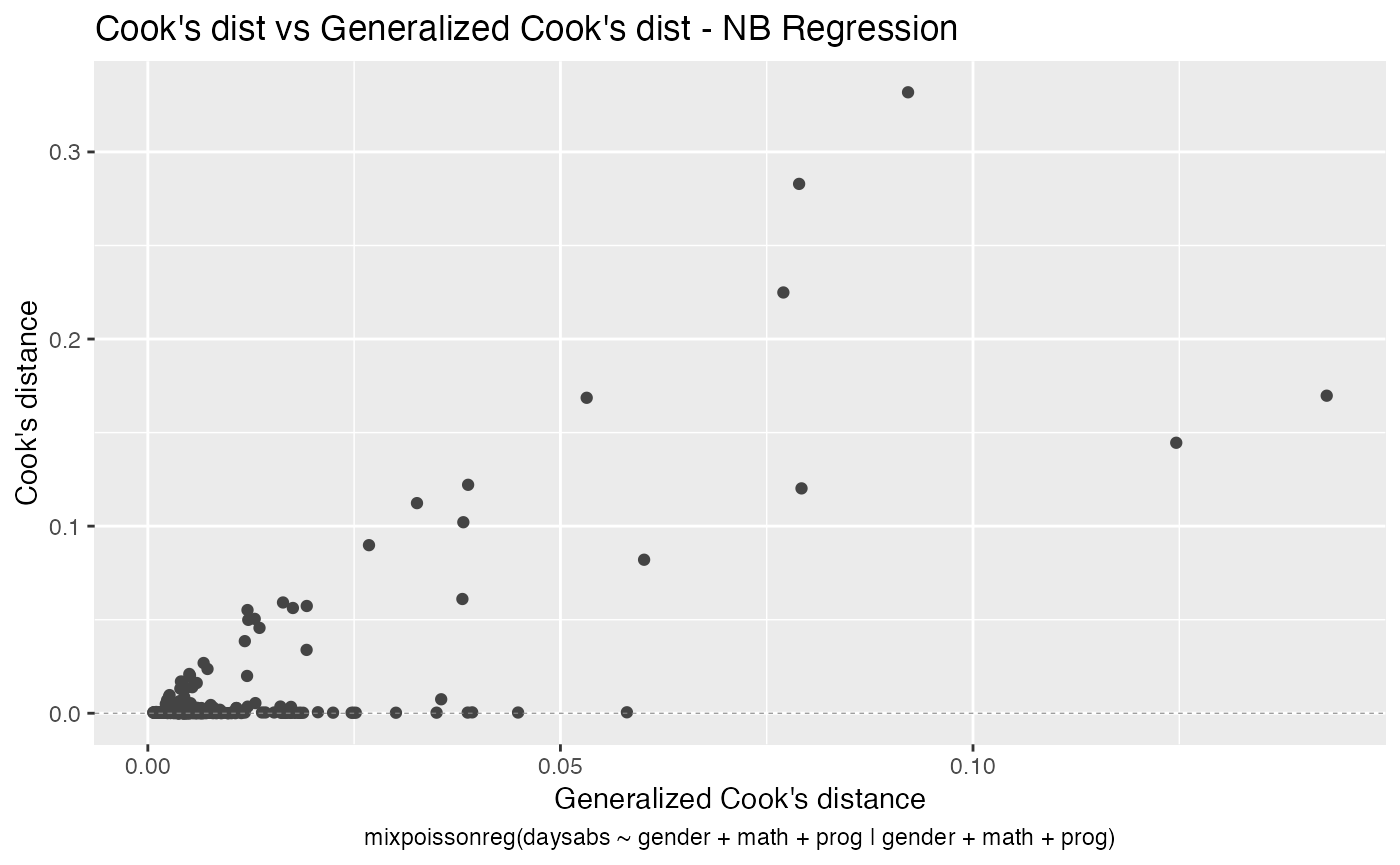 Cook's dist vs Generalized Cook's dist - NB Regression
Cook's distance
0.3
0.2
0.1
0.0
0.00
0.05
0.10
Generalized Cook's distance
mixpoissonreg(daysabs ~ gender + math + prog | gender + math + prog)